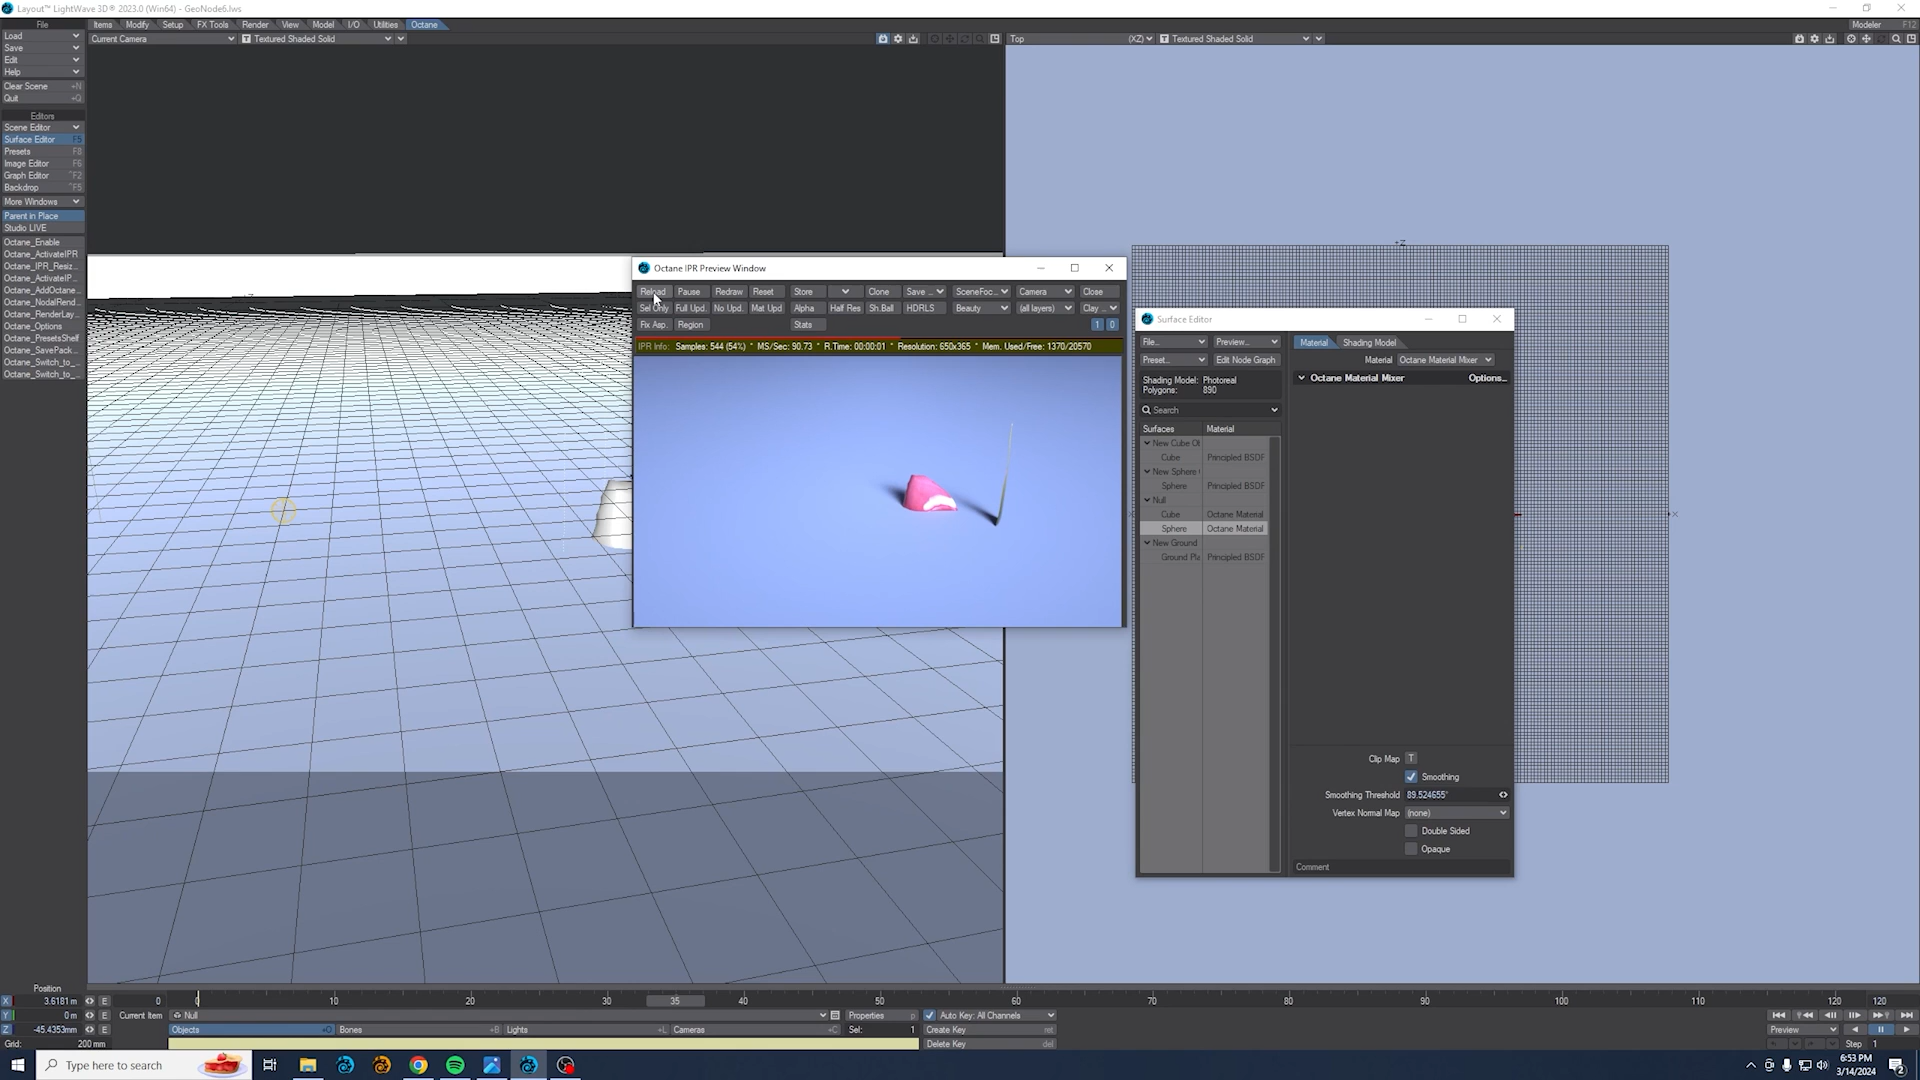 Layout™ LightWave 3D® 2023.0 (Win64) - GeoNode6.lws
File Items Modify Setup FX Tools Render View Model I/O Utilities Octane Modeler F12
Load
Save
Edit
Help
Clear Scene +N
Quit +Q
Editors
Scene Editor
Surface Editor F5
Presets F8
Image Editor F6
Graph Editor ^F2
Backdrop ^F5
More Windows
Parent in Place
Studio LIVE
Octane_Enable
Octane_ActivateIPR
Octane_IPR_Resiz...
Octane_ActivateIP...
Octane_AddOctane...
Octane_NodalRend...
Octane_RenderLay...
Octane_Options
Octane_PresetsShelf
Octane_SavePack...
Octane_Switch_to_...
Octane_Switch_to_...
Current Camera T Textured Shaded Solid
Top (XZ) T Textured Shaded Solid
+Z
X
Octane IPR Preview Window
Reload Pause Redraw Reset Store Clone Save ... SceneFoc... Camera Close
Sel Only Full Upd. No Upd. Mat Upd Alpha Half Res Sh.Ball HDRLS Beauty (all layers) Clay ...
Fix Asp. Region Stats 1 0
IPR Info: Samples: 544 (54%) * MS/Sec: 90.73 * R.Time: 00:00:01 * Resolution: 650x365 * Mem. Used/Free: 1370/20570
Surface Editor
File... Preview... Material Shading Model
Preset... Edit Node Graph Material Octane Material Mixer
Octane Material Mixer Options...
Shading Model: Photoreal
Polygons: 890
Search
Surfaces Material
New Cube Ot
Cube Principled BSDF
New Sphere
Sphere Principled BSDF
Null
Cube Octane Material
Sphere Octane Material
New Ground
Ground Pla Principled BSDF
Clip Map T
Smoothing
Smoothing Threshold 89.524655°
Vertex Normal Map (none)
Double Sided
Opaque
Comment
Position
X 3.6181 m E
Y 0 m E
Z -45.4353mm E
Grid: 200 mm
0 0 10 20 30 35 40 50 60 70 80 90 100 110 120 120
Current Item Null Properties Auto Key: All Channels
Objects +O Bones +B Lights +L Cameras +C Sel: 1 Create Key ret
Delete Key del
Preview
Step 1
Type here to search
6:53 PM
3/14/2024
2